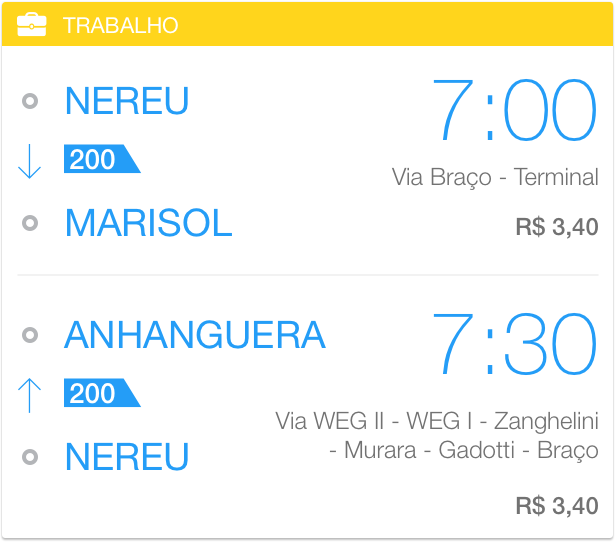 TRABALHO
NEREU
7:00
200
Via Braço - Terminal
MARISOL
R$ 3,40
ANHANGUERA
7:30
200
Via WEG II - WEG I - Zanghelini
- Murara - Gadotti - Braço
NEREU
R$ 3,40